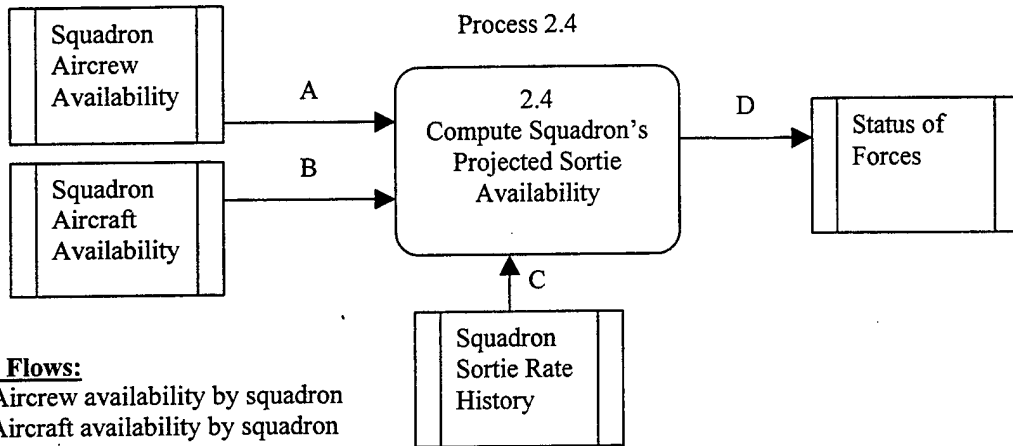 Process 2.4
Squadron
Aircrew
Availability
A
Squadron
Aircraft
Availability
B
2.4
Compute Squadron's
Projected Sortie
Availability
D
Status of
Forces
C
Squadron
Sortie Rate
History
Flows:
Aircrew availability by squadron
Aircraft availability by squadron